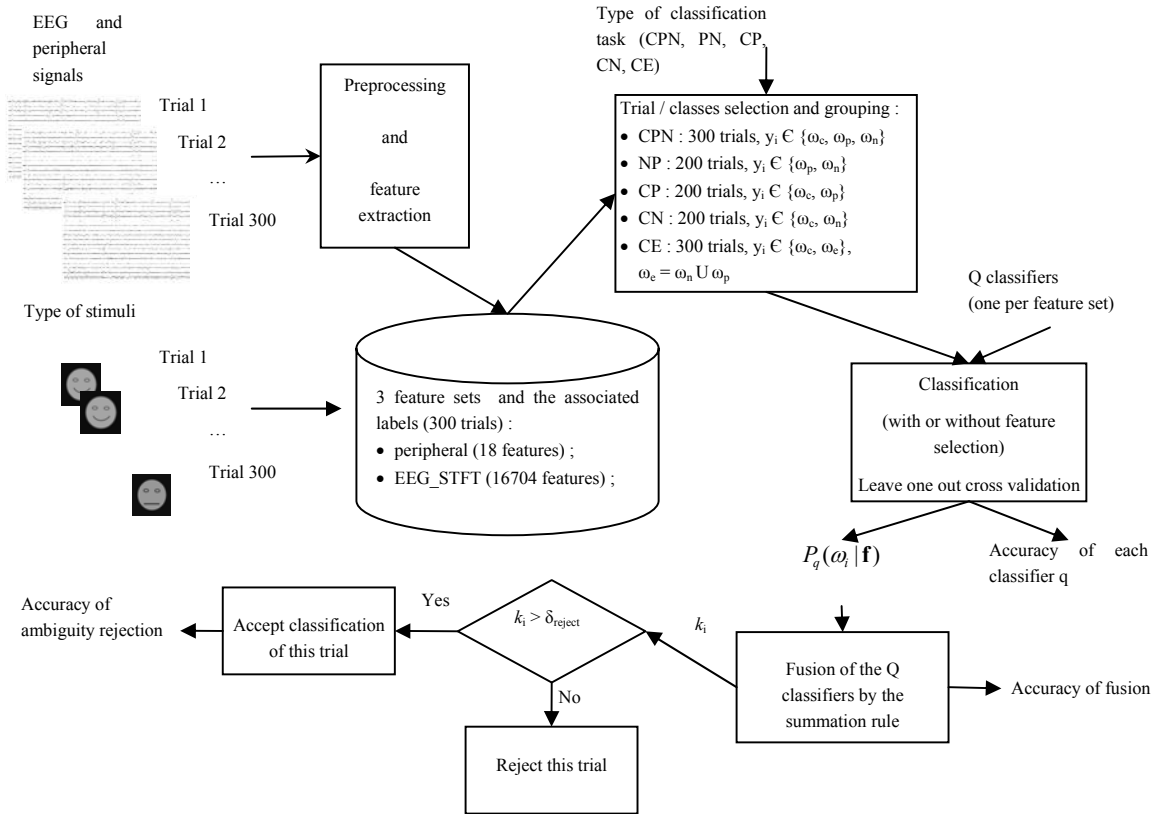 EEG and
peripheral
signals
Trial 1
Trial 2
…
Trial 300
Preprocessing
and
feature
extraction
Type of classification
task (CPN, PN, CP,
CN, CE)
Trial / classes selection and grouping :
• CPN : 300 trials, yi Є {ωc, ωp, ωn}
• NP : 200 trials, yi Є {ωp, ωn}
• CP : 200 trials, yi Є {ωc, ωp}
• CN : 200 trials, yi Є {ωc, ωn}
• CE : 300 trials, yi Є {ωc, ωe},
ωe = ωn U ωp
Type of stimuli
Trial 1
Trial 2
…
Trial 300
3 feature sets and the associated
labels (300 trials) :
• peripheral (18 features) ;
• EEG_STFT (16704 features) ;
Q classifiers
(one per feature set)
Classification
(with or without feature
selection)
Leave one out cross validation
Pq(ωi | f)
Accuracy of each
classifier q
Fusion of the Q
classifiers by the
summation rule
Accuracy of fusion
ki
ki > δreject
Yes
No
Accept classification
of this trial
Accuracy of
ambiguity rejection
Reject this trial